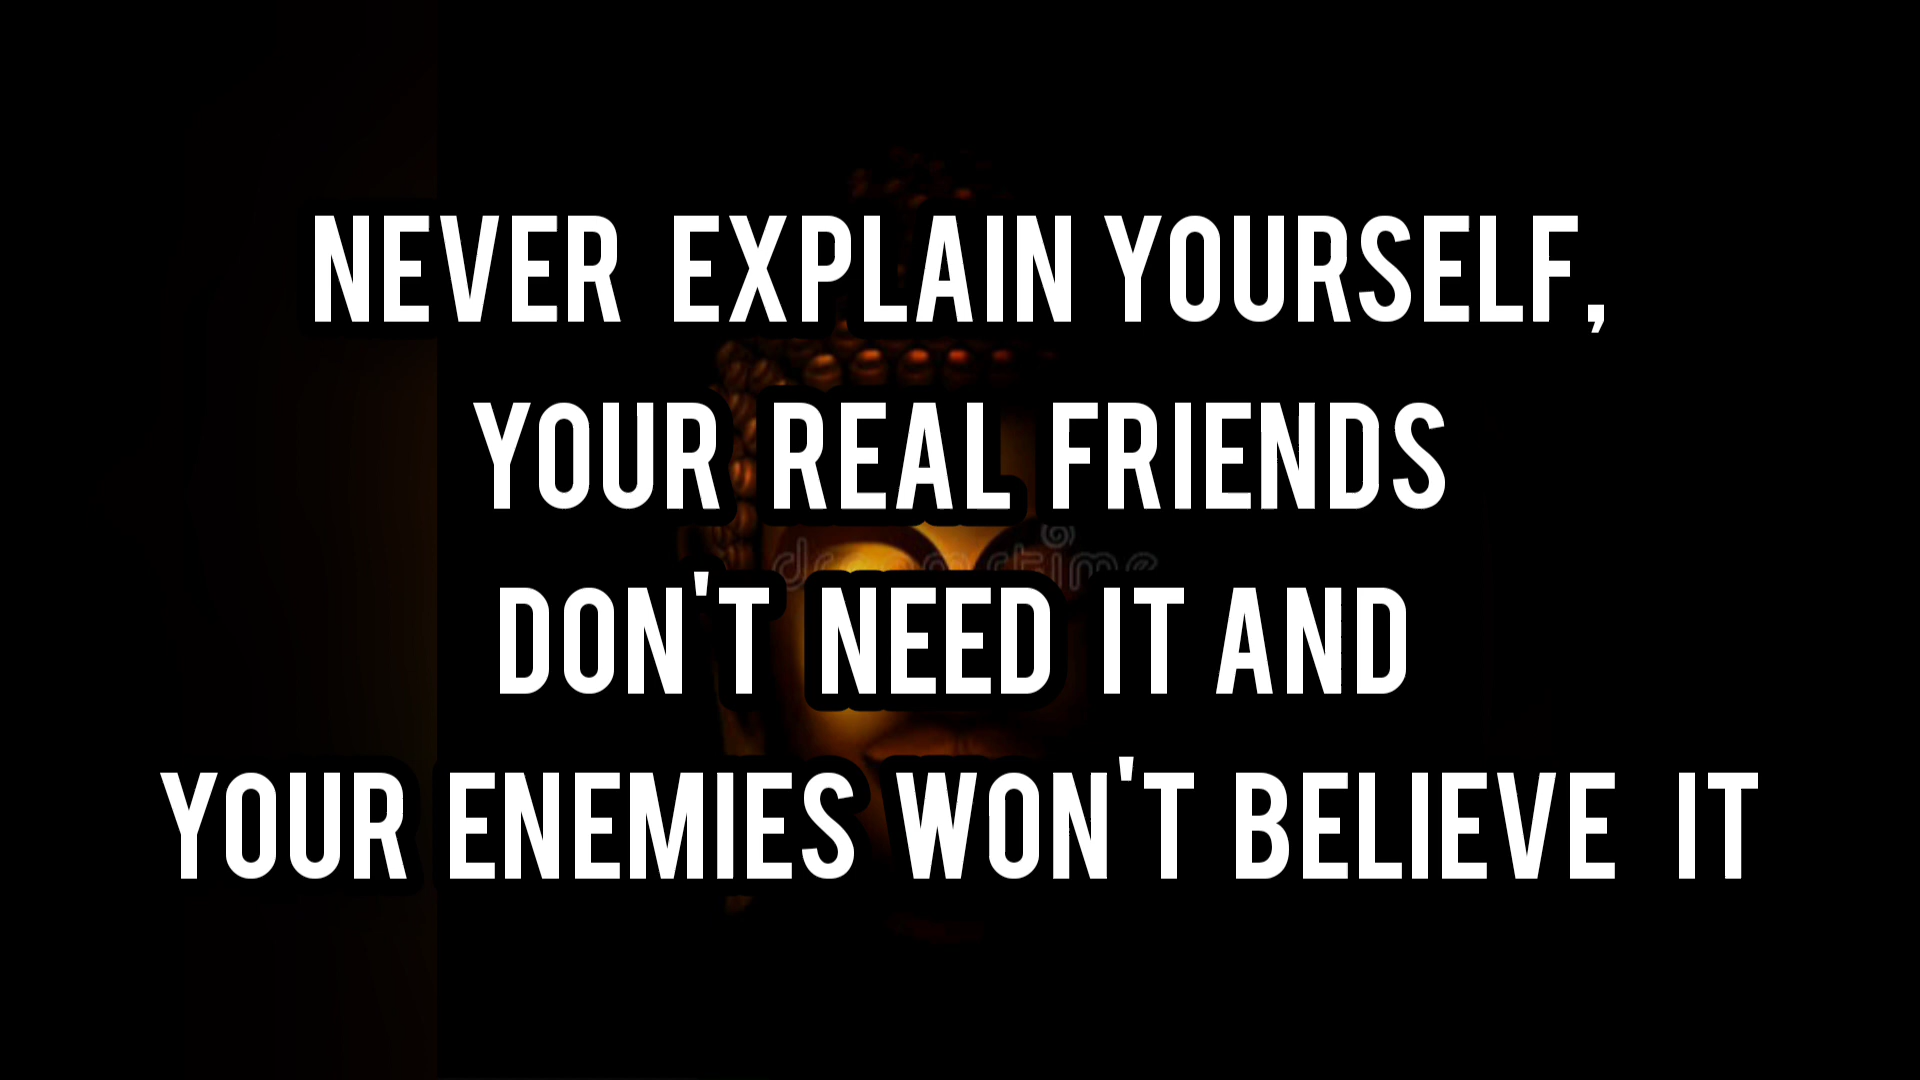 NEVER EXPLAIN YOURSELF,
YOUR REAL FRIENDS
DON'T NEED IT AND
YOUR ENEMIES WON'T BELIEVE IT